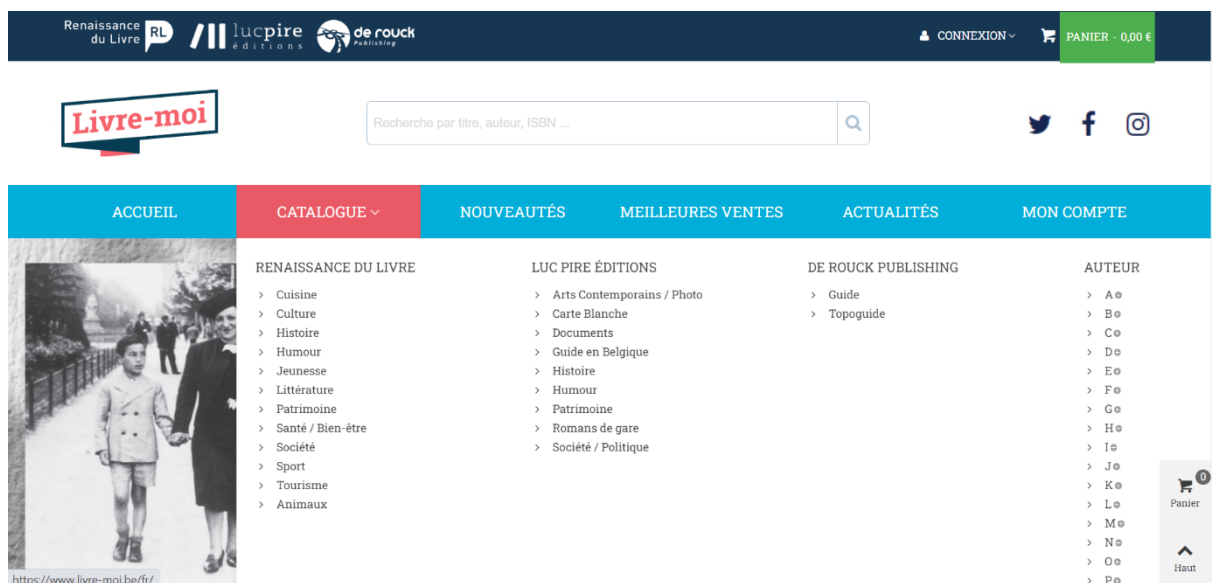 Renaissance
du Livre RL
lucpire
éditions
de rouck
Publishing
CONNEXION
PANIER - 0,00 €
Livre-moi
Recherche par titre, auteur, ISBN ...
ACCUEIL
CATALOGUE
NOUVEAUTÉS
MEILLEURES VENTES
ACTUALITÉS
MON COMPTE
RENAISSANCE DU LIVRE
> Cuisine
> Culture
> Histoire
> Humour
> Jeunesse
> Littérature
> Patrimoine
> Santé / Bien-être
> Société
> Sport
> Tourisme
> Animaux
LUC PIRE ÉDITIONS
> Arts Contemporains / Photo
> Carte Blanche
> Documents
> Guide en Belgique
> Histoire
> Humour
> Patrimoine
> Romans de gare
> Société / Politique
DE ROUCK PUBLISHING
> Guide
> Topoguide
AUTEUR
> A
> B
> C
> D
> E
> F
> G
> H
> I
> J
> K
> L
> M
> N
> O
> P
0
Panier
Haut
https://www.livre-moi.be/fr/